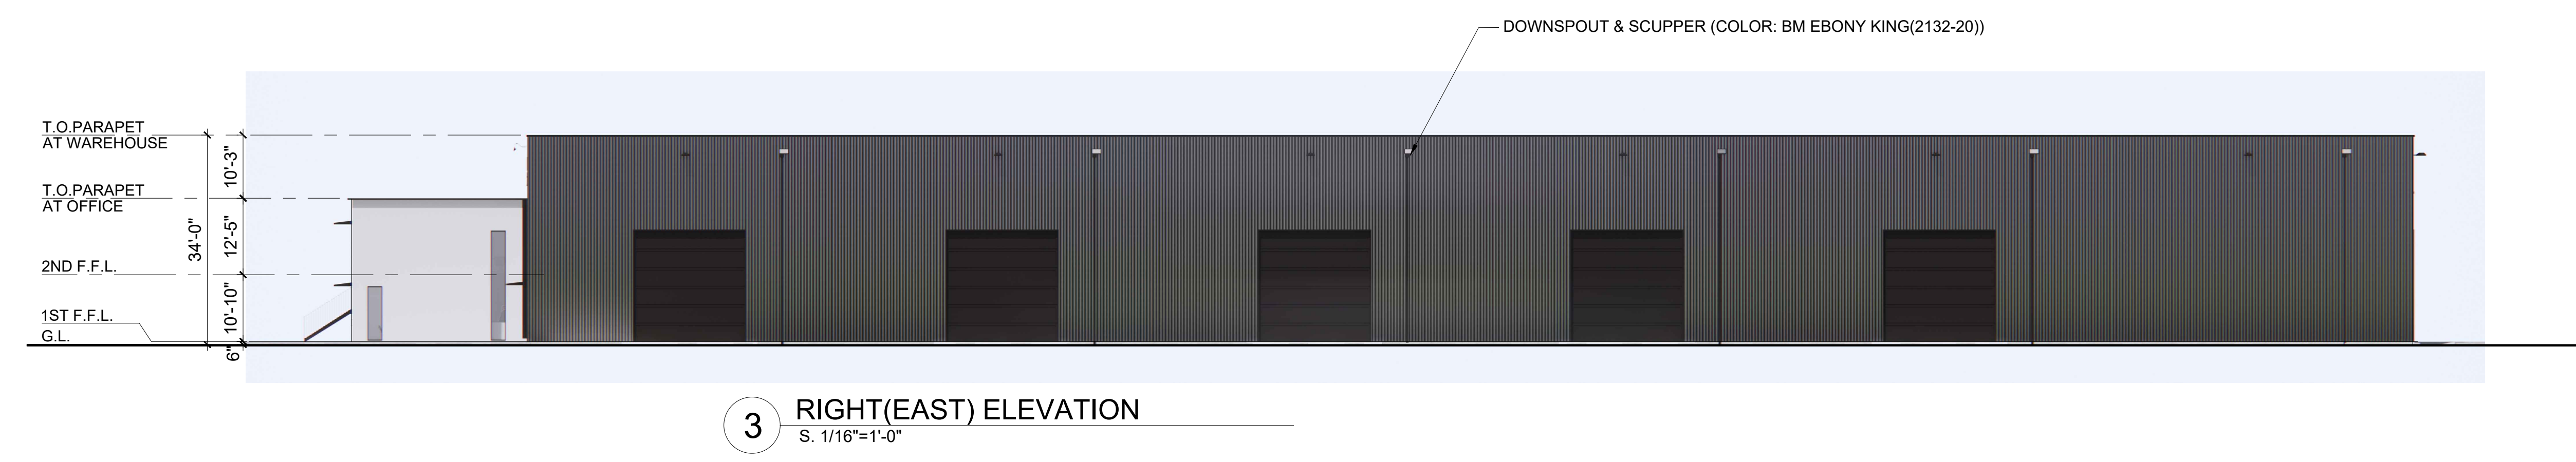 DOWNSPOUT & SCUPPER (COLOR: BM EBONY KING(2132-20))
T.O.PARAPET
AT WAREHOUSE
10'-3"
T.O.PARAPET
AT OFFICE
34'-0"
12'-5"
2ND F.F.L.
10'-10"
1ST F.F.L.
G.L.
6"
3
RIGHT(EAST) ELEVATION
S. 1/16"=1'-0"